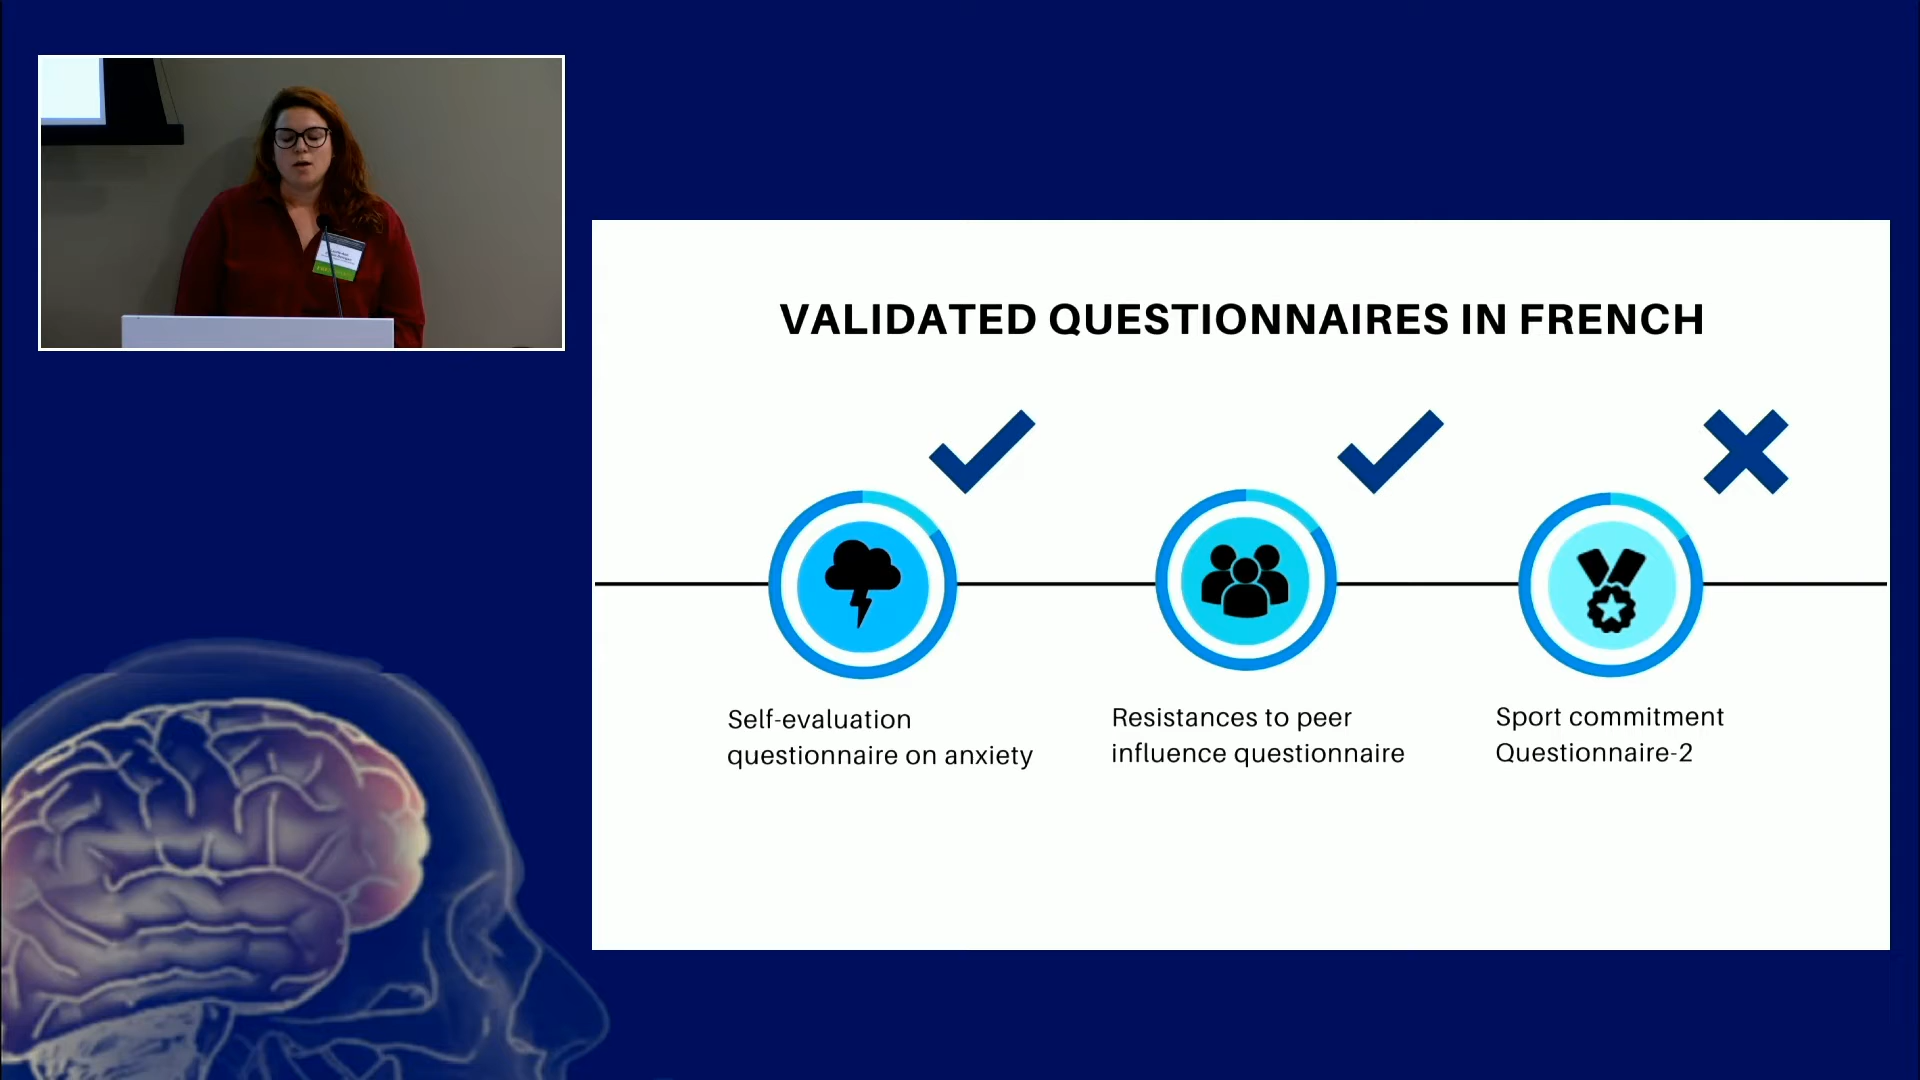 VALIDATED QUESTIONNAIRES IN FRENCH
Self-evaluation
questionnaire on anxiety
Resistances to peer
influence questionnaire
Sport commitment
Questionnaire-2